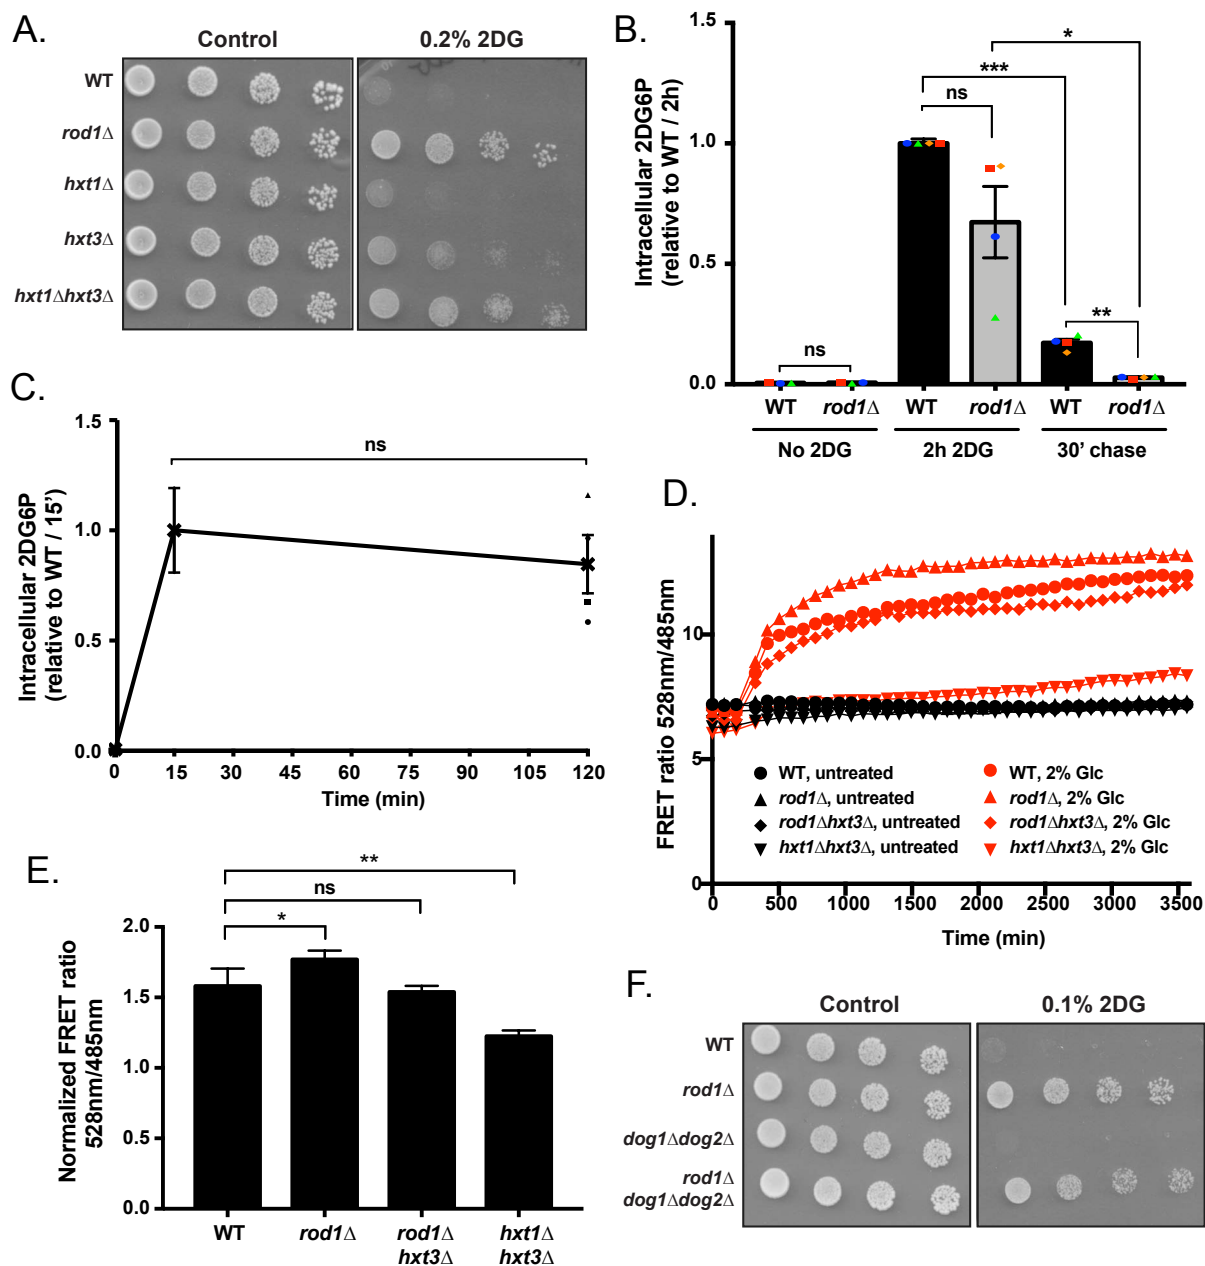 A.
Control
0.2% 2DG
WT
rod1Δ
hxt1Δ
hxt3Δ
hxt1Δhxt3Δ
B.
Intracellular 2DG6P
(relative to WT / 2h)
1.5
1.0
0.5
0.0
ns
ns
***
*
**
WT
rod1Δ
WT
rod1Δ
WT
rod1Δ
No 2DG
2h 2DG
30' chase
C.
Intracellular 2DG6P
(relative to WT / 15')
1.5
1.0
0.5
0.0
ns
0 15 30 45 60 75 90 105 120
Time (min)
D.
FRET ratio 528nm/485nm
10
5
0
WT, untreated
rod1Δ, untreated
rod1Δhxt3Δ, untreated
hxt1Δhxt3Δ, untreated
WT, 2% Glc
rod1Δ, 2% Glc
rod1Δhxt3Δ, 2% Glc
hxt1Δhxt3Δ, 2% Glc
0 500 1000 1500 2000 2500 3000 3500
Time (min)
E.
Normalized FRET ratio
528nm/485nm
2.0
1.5
1.0
0.5
0.0
**
ns
*
WT
rod1Δ
rod1Δ
hxt3Δ
hxt1Δ
hxt3Δ
F.
Control
0.1% 2DG
WT
rod1Δ
dog1Δdog2Δ
rod1Δ
dog1Δdog2Δ